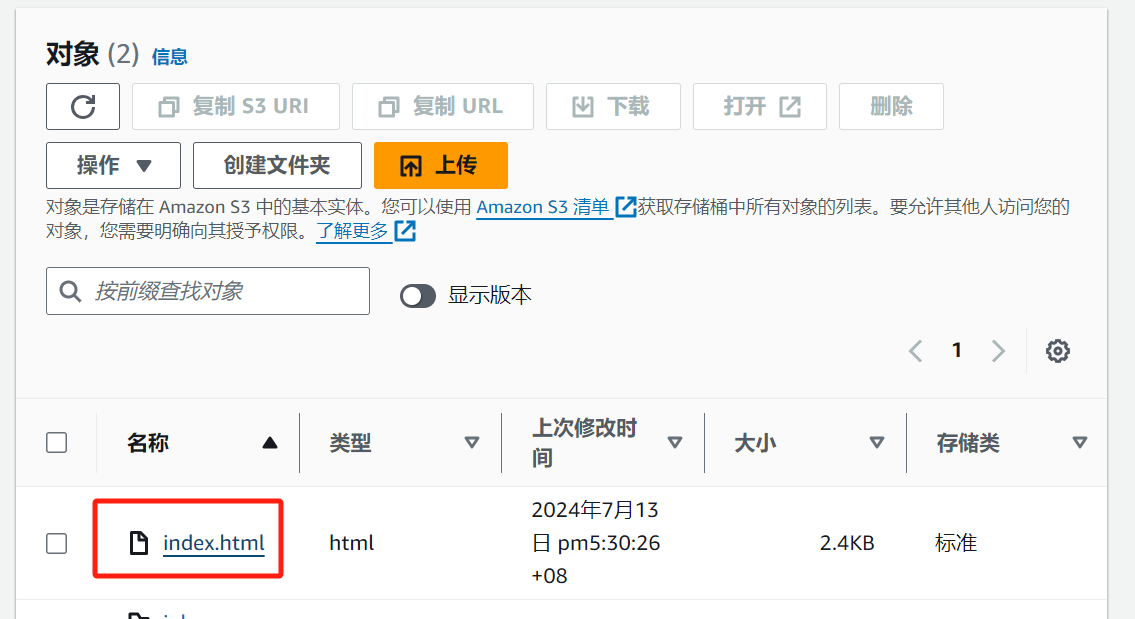 对象 (2) 信息
复制 S3 URI
复制 URL
下载
打开
删除
操作
创建文件夹
上传
对象是存储在 Amazon S3 中的基本实体。您可以使用 Amazon S3 清单 获取存储桶中所有对象的列表。要允许其他人访问您的
对象，您需要明确向其授予权限。了解更多
按前缀查找对象
显示版本
1
名称
类型
上次修改时
间
大小
存储类
index.html
html
2024年7月13
日 pm5:30:26
+08
2.4KB
标准